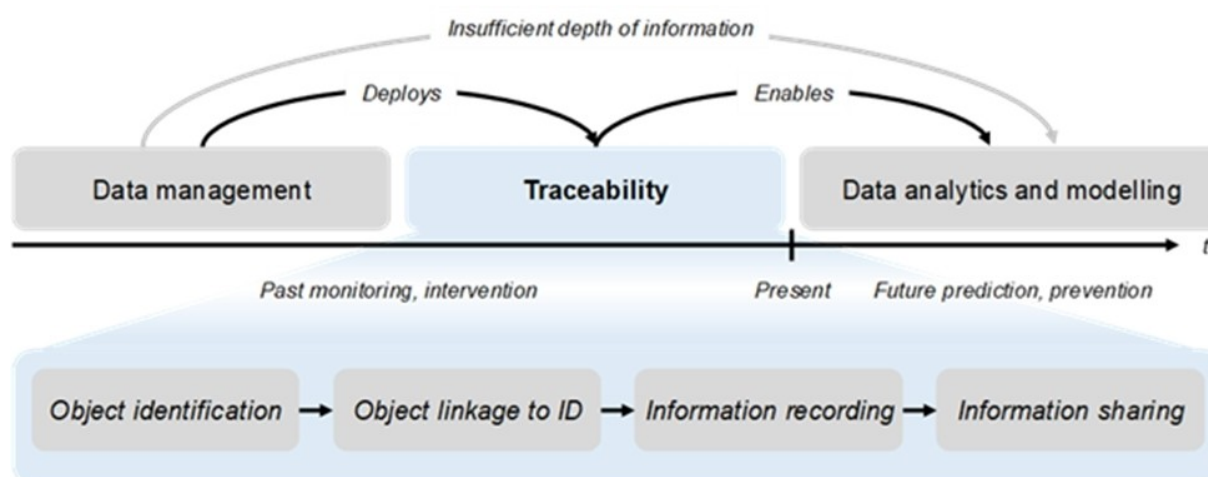 Insufficient depth of information
Deploys
Enables
Data management
Traceability
Data analytics and modelling
t
Past monitoring, intervention
Present
Future prediction, prevention
Object identification
Object linkage to ID
Information recording
Information sharing